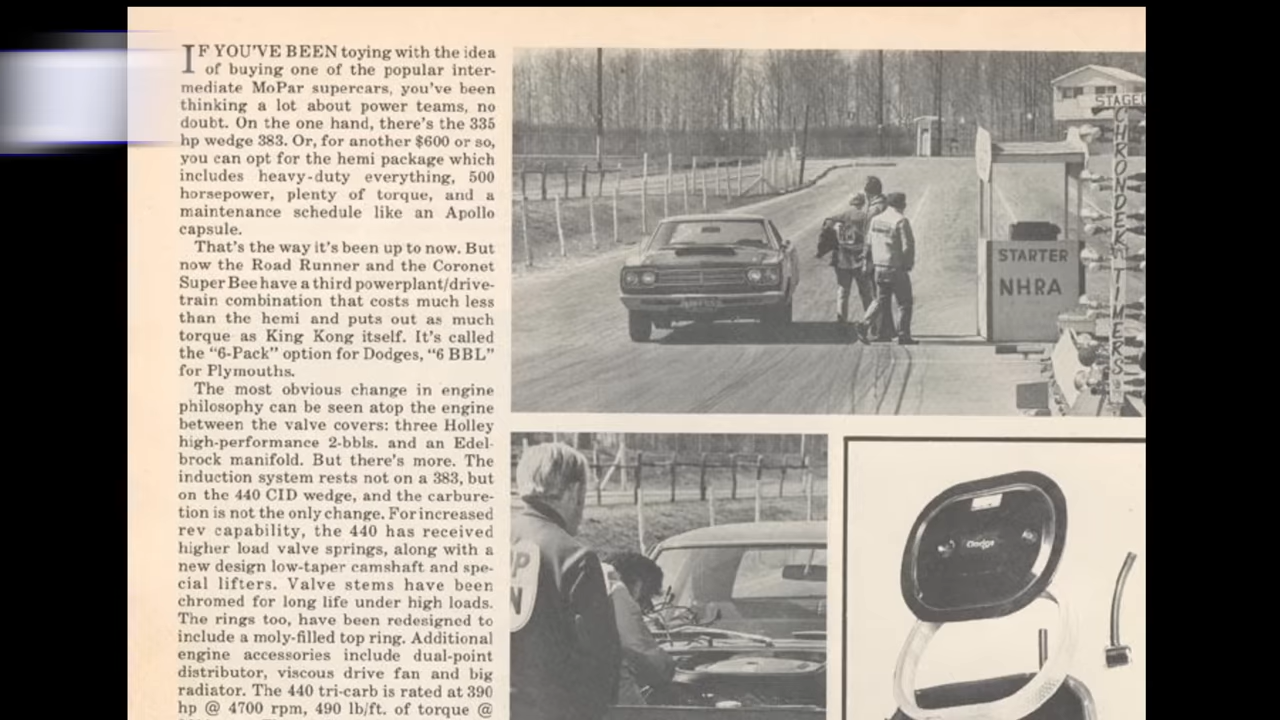 IF YOU'VE BEEN toying with the idea
of buying one of the popular inter-
mediate MoPar supercars, you've been
thinking a lot about power teams, no
doubt. On the one hand, there's the 335
hp wedge 383. Or, for another $600 or so,
you can opt for the hemi package which
includes heavy-duty everything, 500
horsepower, plenty of torque, and a
maintenance schedule like an Apollo
capsule.
That's the way it's been up to now. But
now the Road Runner and the Coronet
Super Bee have a third powerplant/drive-
train combination that costs much less
than the hemi and puts out as much
torque as King Kong itself. It's called
the "6-Pack" option for Dodges, "6 BBL"
for Plymouths.
The most obvious change in engine
philosophy can be seen atop the engine
between the valve covers: three Holley
high-performance 2-bbls. and an Edel-
brock manifold. But there's more. The
induction system rests not on a 383, but
on the 440 CID wedge, and the carbure-
tion is not the only change. For increased
rev capability, the 440 has received
higher load valve springs, along with a
new design low-taper camshaft and spe-
cial lifters. Valve stems have been
chromed for long life under high loads.
The rings too, have been redesigned to
include a moly-filled top ring. Additional
engine accessories include dual-point
distributor, viscous drive fan and big
radiator. The 440 tri-carb is rated at 390
hp @ 4700 rpm, 490 lb/ft. of torque @
STAGED
CHRONDEK TIMERS
STARTER
NHRA
Dodge